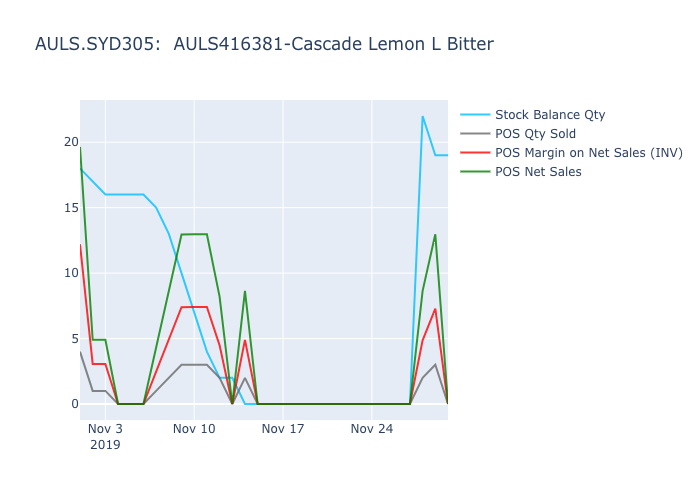 AULS.SYD305:  AULS416381-Cascade Lemon L Bitter
Stock Balance Qty
POS Qty Sold
POS Margin on Net Sales (INV)
POS Net Sales
20
15
10
5
0
Nov 3
2019
Nov 10
Nov 17
Nov 24